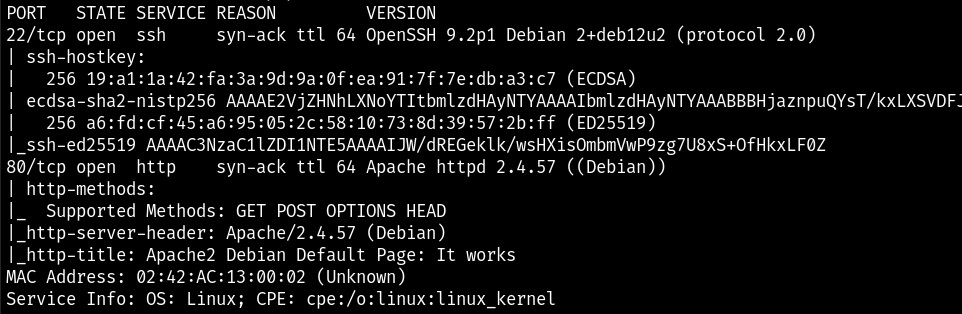 PORT   STATE SERVICE REASON         VERSION
22/tcp open  ssh     syn-ack ttl 64 OpenSSH 9.2p1 Debian 2+deb12u2 (protocol 2.0)
| ssh-hostkey:
|   256 19:a1:1a:42:fa:3a:9d:9a:0f:ea:91:7f:7e:db:a3:c7 (ECDSA)
| ecdsa-sha2-nistp256 AAAAE2VjZHNhLXNoYTItbmlzdHAyNTYAAAAIbmlzdHAyNTYAAABBBHjaznpuQYsT/kxLXSVDFJ
|   256 a6:fd:cf:45:a6:95:05:2c:58:10:73:8d:39:57:2b:ff (ED25519)
|_ssh-ed25519 AAAAC3NzaC1lZDI1NTE5AAAAIJW/dREGeklk/wsHXisOmbmVwP9zg7U8xS+OfHkxLF0Z
80/tcp open  http    syn-ack ttl 64 Apache httpd 2.4.57 ((Debian))
| http-methods:
|_  Supported Methods: GET POST OPTIONS HEAD
|_http-server-header: Apache/2.4.57 (Debian)
|_http-title: Apache2 Debian Default Page: It works
MAC Address: 02:42:AC:13:00:02 (Unknown)
Service Info: OS: Linux; CPE: cpe:/o:linux:linux_kernel